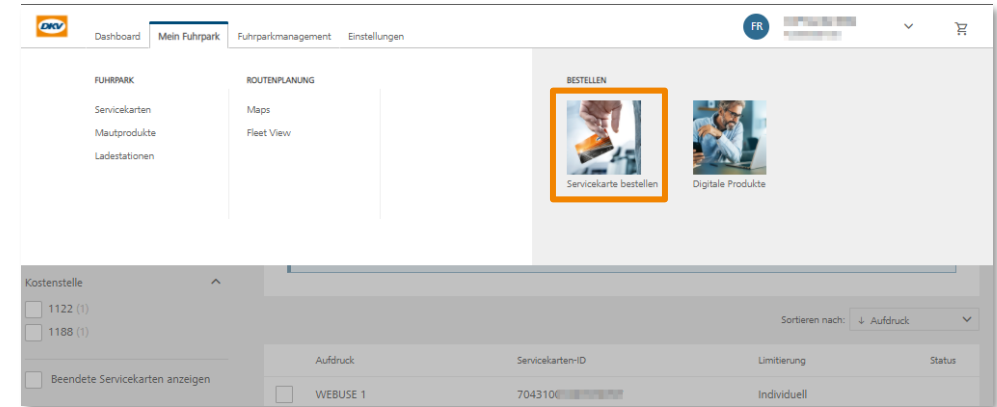 DKV
Dashboard Mein Fuhrpark Fuhrparkmanagement Einstellungen FR
FUHRPARK ROUTENPLANUNG BESTELLEN
Servicekarten Maps
Mautprodukte Fleet View
Ladestationen
Servicekarte bestellen Digitale Produkte
Kostenstelle
1122 (1)
1188 (1)
Sortieren nach: ↓ Aufdruck
Beendete Servicekarten anzeigen
Aufdruck Servicekarten-ID Limitierung Status
WEBUSE 1 7043100 Individuell